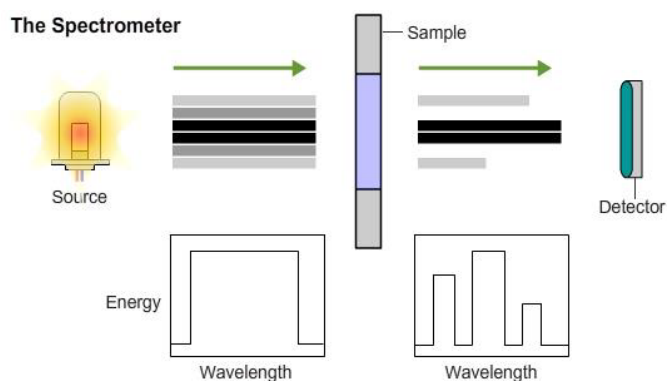 The Spectrometer
Sample
Source
Detector
Energy
Wavelength
Wavelength